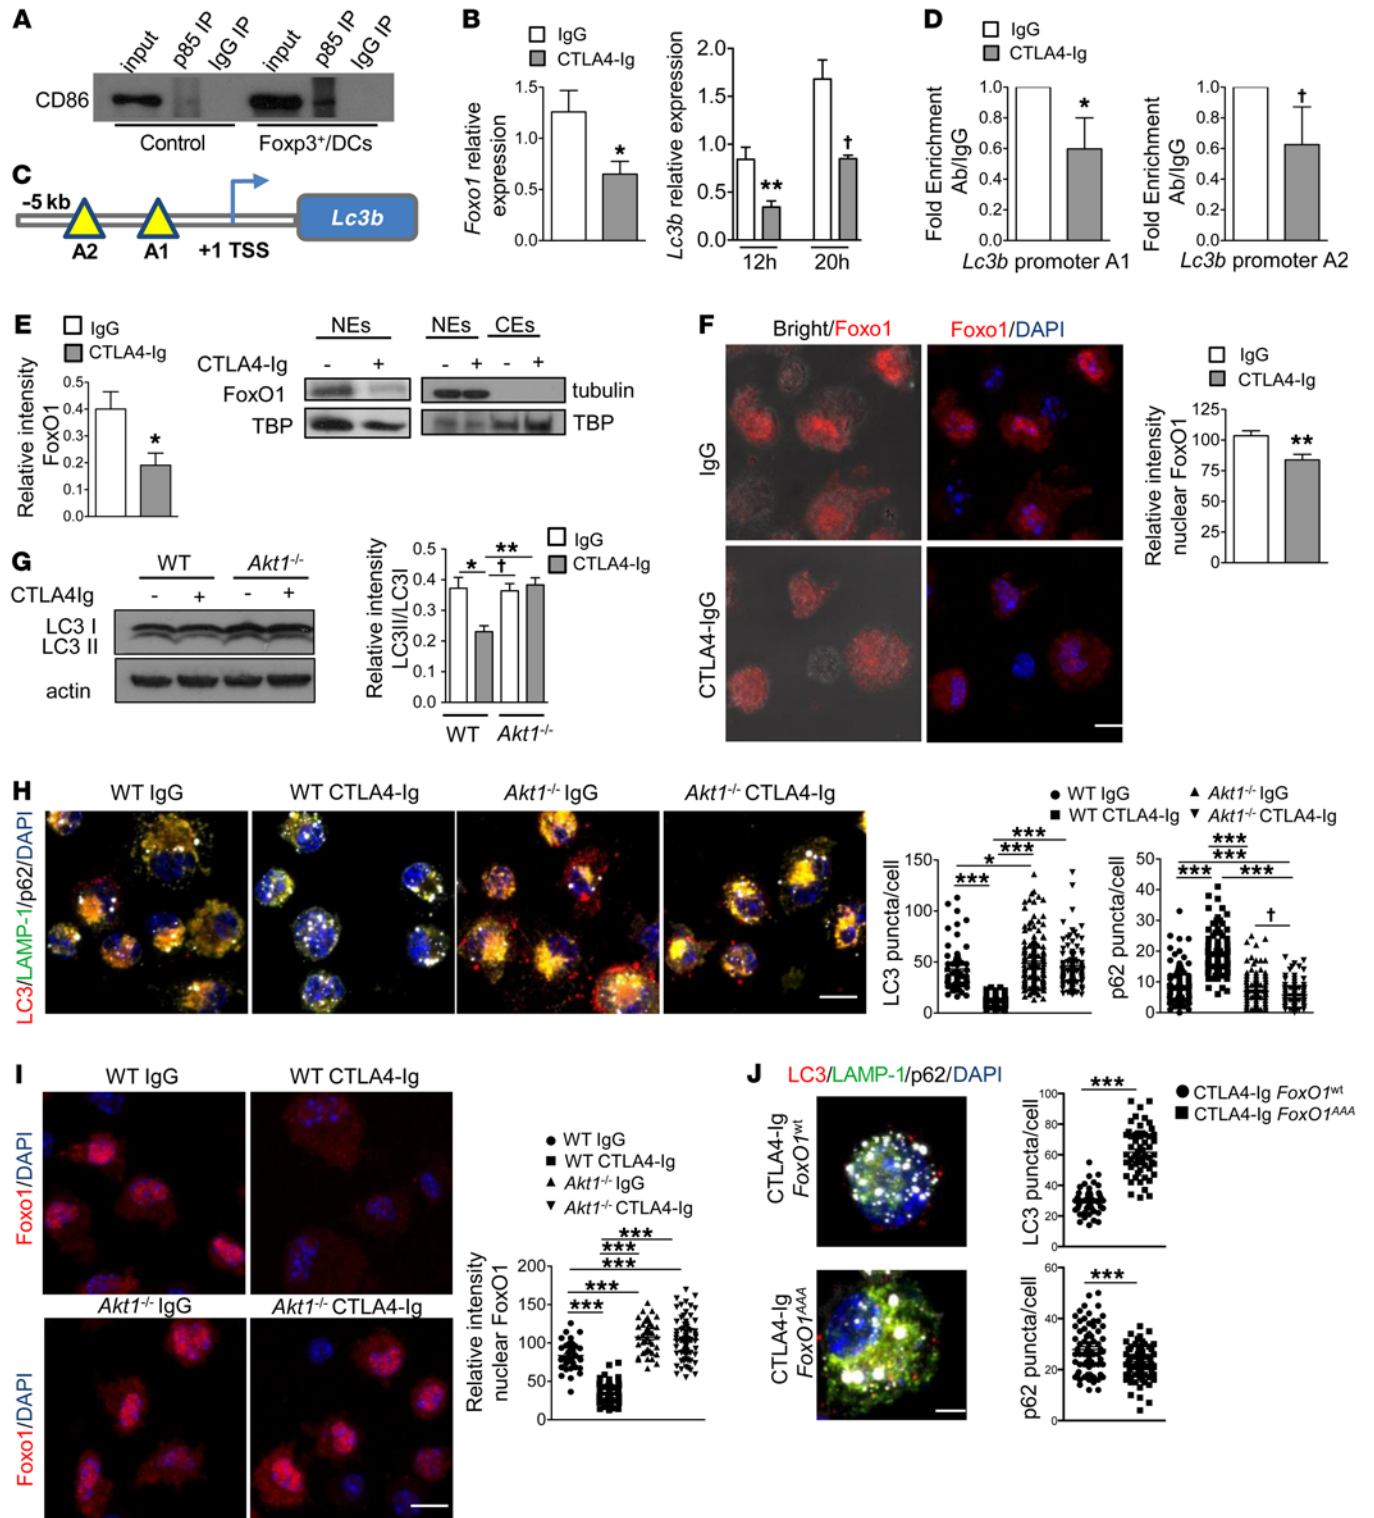 A
input
p85 IP
IgG IP
input
p85 IP
IgG IP
CD86
Control
Foxp3⁺/DCs
B
IgG
CTLA4-Ig
Foxo1 relative
expression
1.5
1.0
0.5
0.0
*
Lc3b relative expression
2.0
1.5
1.0
0.5
0.0
**
†
12h
20h
C
–5 kb
A2
A1
+1 TSS
Lc3b
D
IgG
CTLA4-Ig
Fold Enrichment
Ab/IgG
1.0
0.8
0.6
0.4
0.2
0.0
*
Lc3b promoter A1
Fold Enrichment
Ab/IgG
1.0
0.8
0.6
0.4
0.2
0.0
†
Lc3b promoter A2
E
IgG
CTLA4-Ig
Relative intensity
FoxO1
0.5
0.4
0.3
0.2
0.1
0.0
*
NEs
NEs
CEs
CTLA4-Ig
- +
- + - +
FoxO1
tubulin
TBP
TBP
F
Bright/Foxo1
Foxo1/DAPI
IgG
CTLA4-IgG
IgG
CTLA4-Ig
Relative intensity
nuclear FoxO1
125
100
75
50
25
0
**
G
WT
Akt1⁻/⁻
CTLA4Ig
- + - +
LC3 I
LC3 II
actin
IgG
CTLA4-Ig
Relative intensity
LC3II/LC3I
0.5
0.4
0.3
0.2
0.1
0.0
**
* †
WT
Akt1⁻/⁻
H
LC3/LAMP-1/p62/DAPI
WT IgG
WT CTLA4-Ig
Akt1⁻/⁻ IgG
Akt1⁻/⁻ CTLA4-Ig
WT IgG
WT CTLA4-Ig
Akt1⁻/⁻ IgG
Akt1⁻/⁻ CTLA4-Ig
LC3 puncta/cell
150
100
50
0
***
***
*
***
p62 puncta/cell
50
40
30
20
10
0
***
***
*** ***
†
I
WT IgG
WT CTLA4-Ig
Foxo1/DAPI
Akt1⁻/⁻ IgG
Akt1⁻/⁻ CTLA4-Ig
Foxo1/DAPI
WT IgG
WT CTLA4-Ig
Akt1⁻/⁻ IgG
Akt1⁻/⁻ CTLA4-Ig
Relative intensity
nuclear FoxO1
200
150
100
50
0
***
***
***
***
***
J
LC3/LAMP-1/p62/DAPI
CTLA4-Ig
FoxO1ʷᵗ
CTLA4-Ig
FoxO1ᴬᴬᴬ
CTLA4-Ig FoxO1ʷᵗ
CTLA4-Ig FoxO1ᴬᴬᴬ
LC3 puncta/cell
100
80
60
40
20
0
***
p62 puncta/cell
60
40
20
0
***